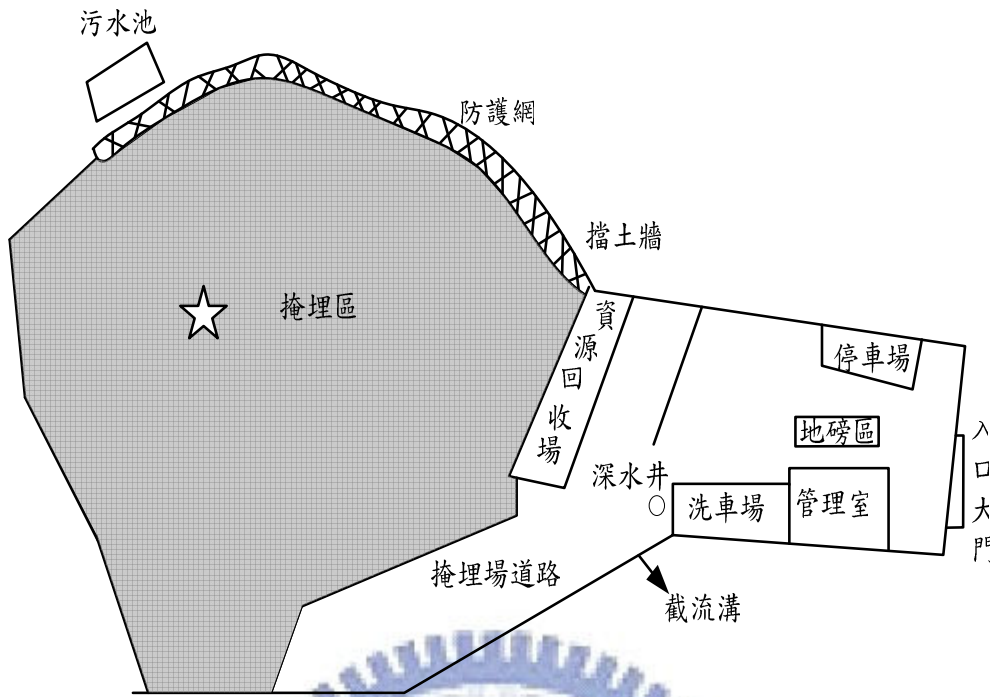 污水池
防護網
擋土牆
掩埋區
資源回收場
停車場
地磅區
入口大門
深水井
洗車場
管理室
掩埋場道路
截流溝